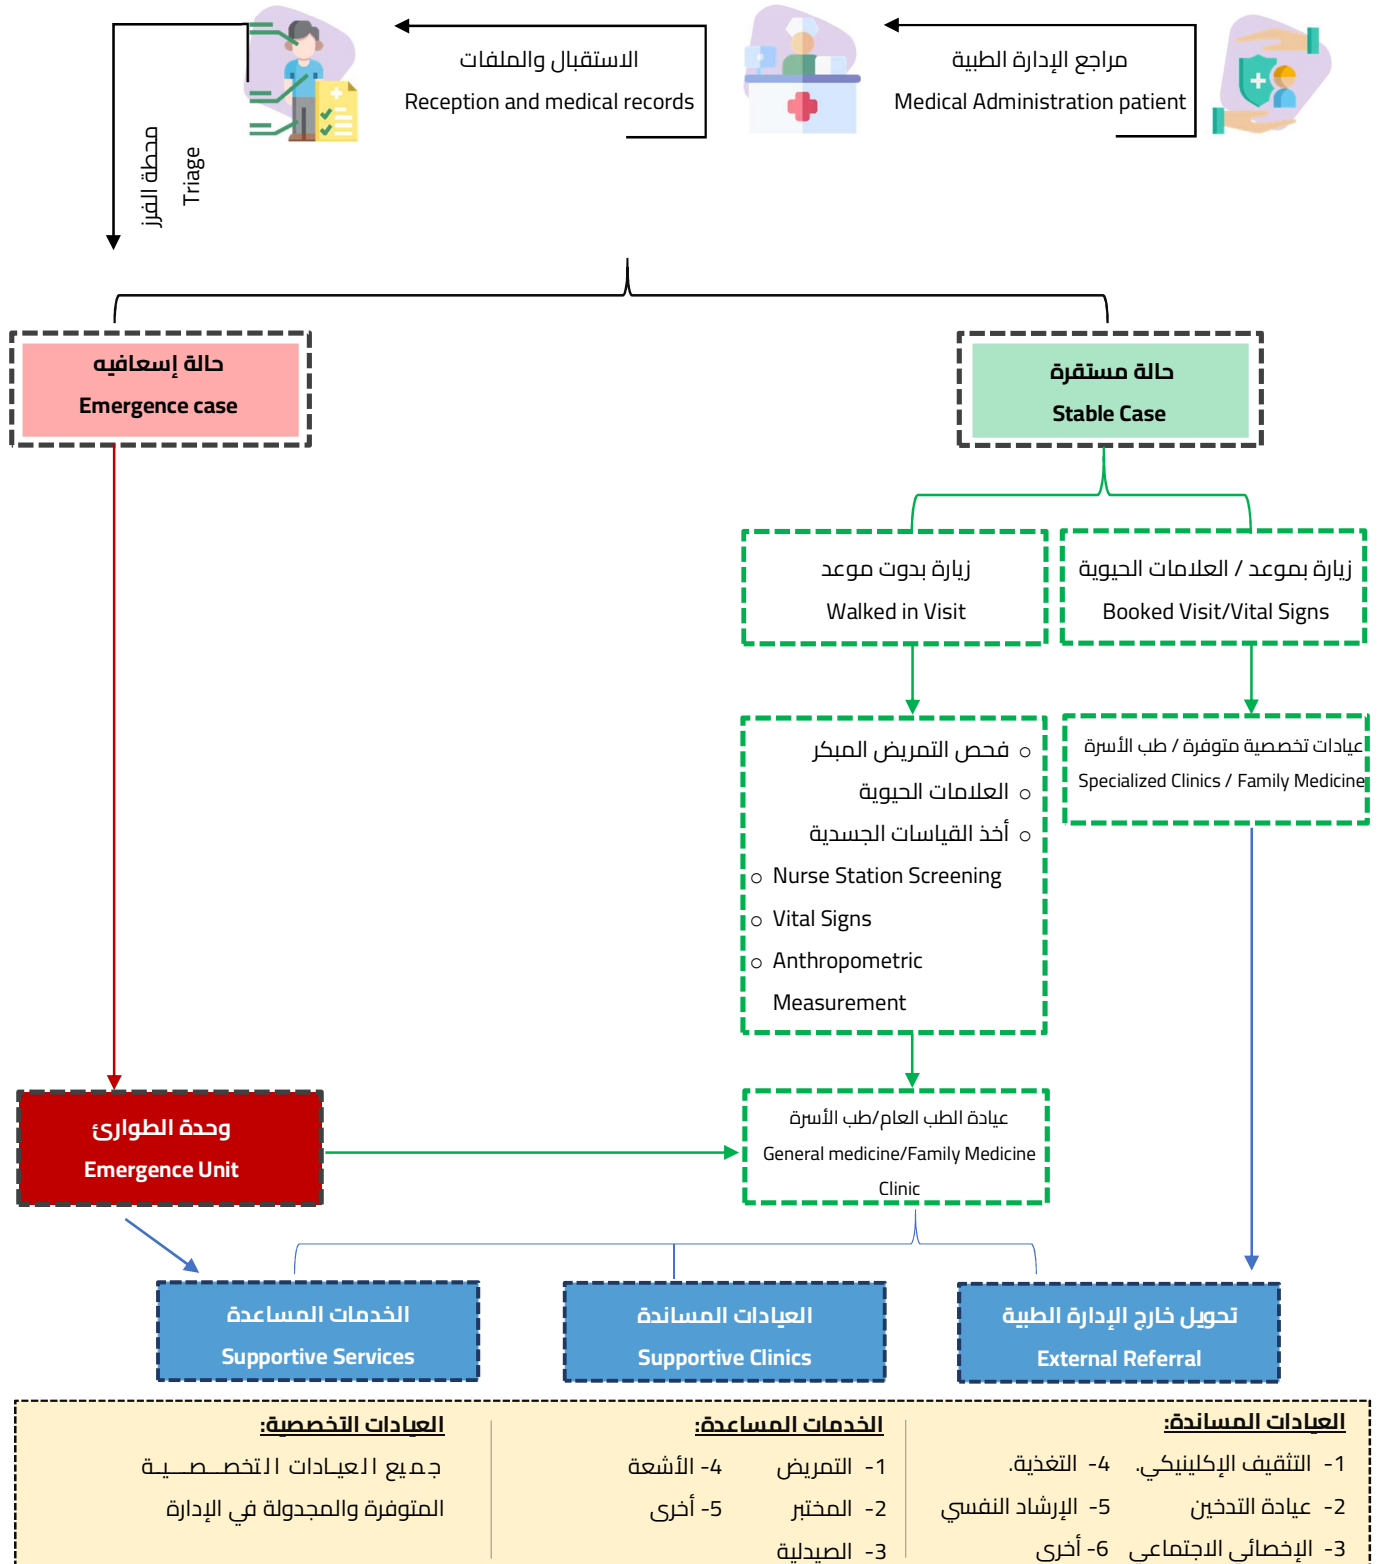 مراجع الإدارة الطبية
Medical Administration patient
الاستقبال والملفات
Reception and medical records
محطة الفرز
Triage
حالة مستقرة
Stable Case
حالة إسعافيه
Emergence case
زيارة بموعد / العلامات الحيوية
Booked Visit/Vital Signs
زيارة بدوت موعد
Walked in Visit
عيادات تخصصية متوفرة / طب الأسرة
Specialized Clinics / Family Medicine
○ فحص التمريض المبكر
○ العلامات الحيوية
○ أخذ القياسات الجسدية
○ Nurse Station Screening
○ Vital Signs
○ Anthropometric
Measurement
عيادة الطب العام/طب الأسرة
General medicine/Family Medicine
Clinic
وحدة الطوارئ
Emergence Unit
تحويل خارج الإدارة الطبية
External Referral
العيادات المساندة
Supportive Clinics
الخدمات المساعدة
Supportive Services
العيادات المساندة:
1- التثقيف الإكلينيكي. 4- التغذية.
2- عيادة التدخين 5- الإرشاد النفسي
3- الإخصائي الاجتماعي 6- أخرى
الخدمات المساعدة:
1- التمريض 4- الأشعة
2- المختبر 5- أخرى
3- الصيدلية
العيادات التخصصية:
جميع العيادات التخصصية
المتوفرة والمجدولة في الإدارة